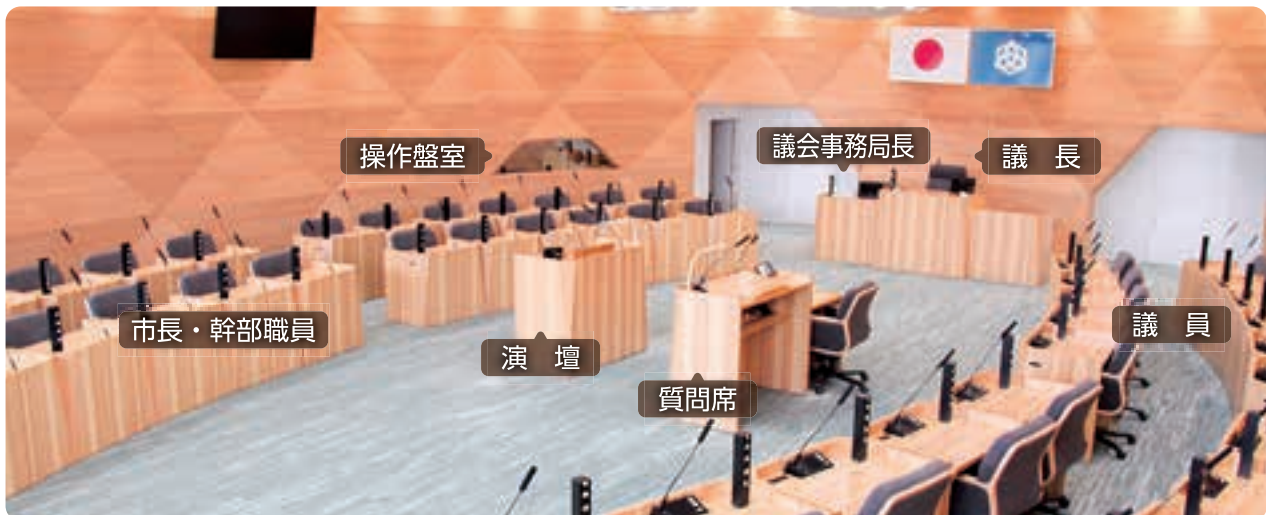 操作盤室
議会事務局長
議　長
市長・幹部職員
演　壇
質問席
議　員